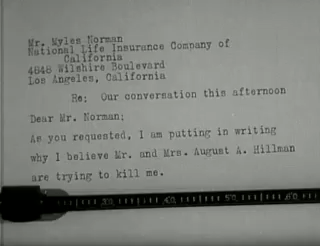 Mr. Myles Norman
National Life Insurance Company of
California
4646 Wilshire Boulevard
Los Angeles, California
Re: Our conversation this afternoon
Dear Mr. Norman:
As you requested, I am putting in writing
why I believe Mr. and Mrs. August A. Hillman
are trying to kill me.